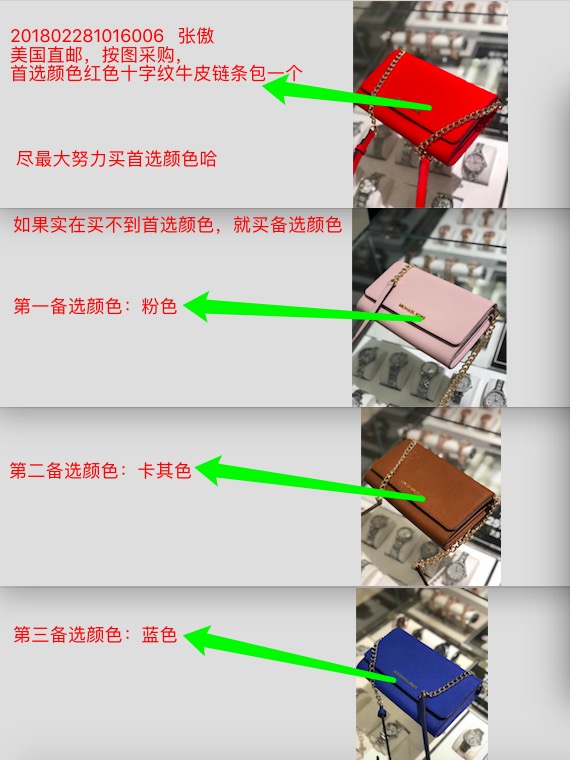 201802281016006 张傲
美国直邮，按图采购，
首选颜色红色十字纹牛皮链条包一个
尽最大努力买首选颜色哈
如果实在买不到首选颜色，就买备选颜色
第一备选颜色：粉色
第二备选颜色：卡其色
第三备选颜色：蓝色